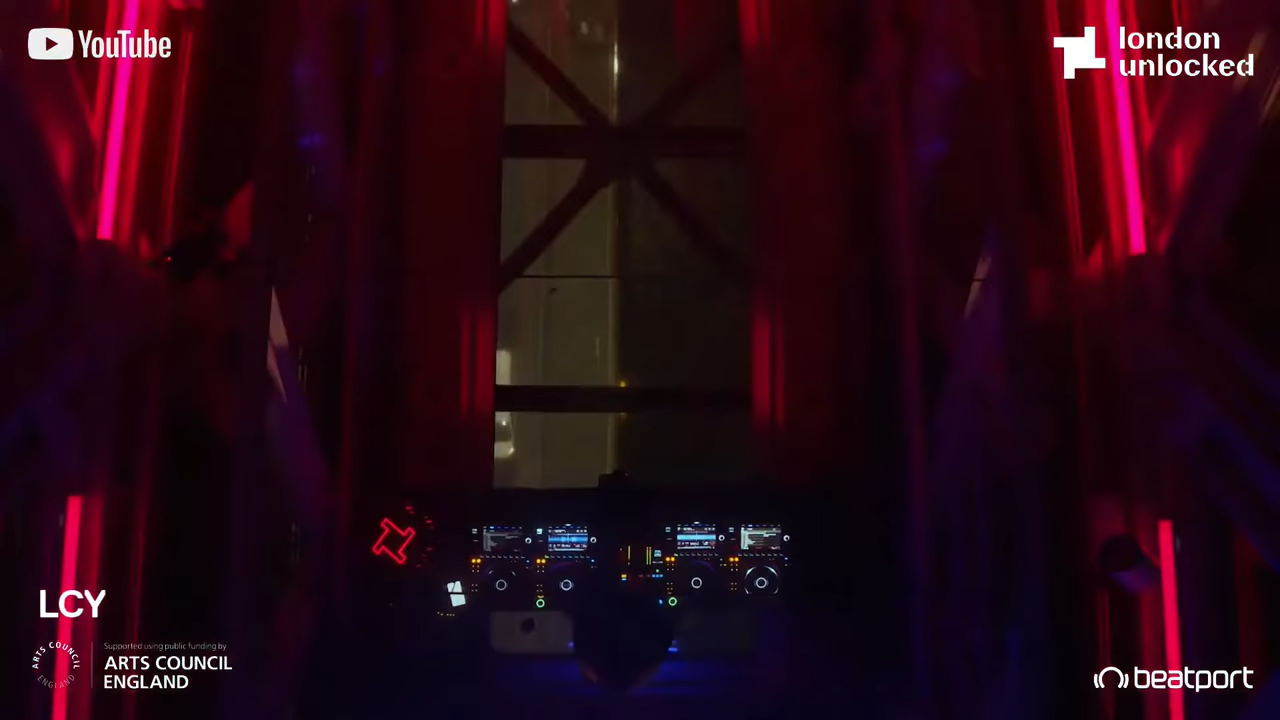 YouTube
london
unlocked
LCY
ARTS COUNCIL
ENGLAND
Supported using public funding by
ARTS COUNCIL
ENGLAND
beatport